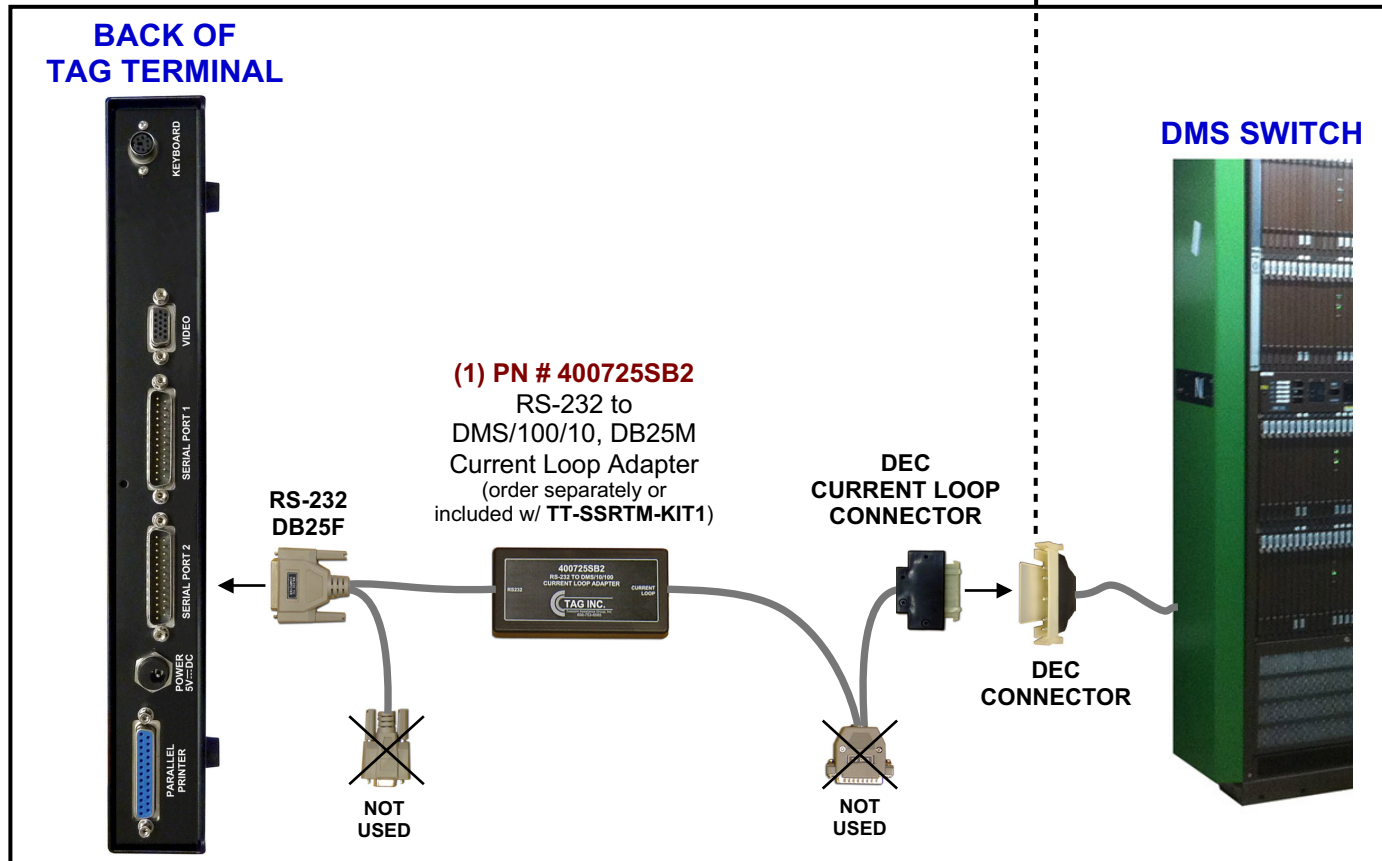 BACK OF
TAG TERMINAL
DMS SWITCH
KEYBOARD
VIDEO
SERIAL PORT 1
SERIAL PORT 2
POWER
5V DC
PARALLEL
PRINTER
(1) PN # 400725SB2
RS-232 to
DMS/100/10, DB25M
Current Loop Adapter
(order separately or
included w/ TT-SSRTM-KIT1)
RS-232
DB25F
400725SB2
RS-232 TO DMS/10/100
CURRENT LOOP ADAPTER
RS232
CURRENT
LOOP
TAG INC.
DEC
CURRENT LOOP
CONNECTOR
DEC
CONNECTOR
NOT
USED
NOT
USED